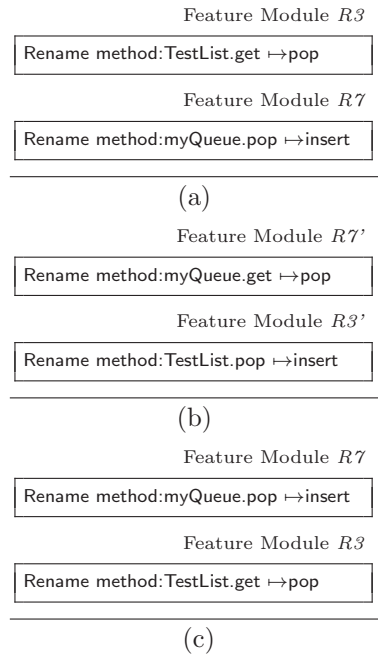 Feature Module R3
Rename method:TestList.get ↦pop
Feature Module R7
Rename method:myQueue.pop ↦insert
(a)
Feature Module R7’
Rename method:myQueue.get ↦pop
Feature Module R3’
Rename method:TestList.pop ↦insert
(b)
Feature Module R7
Rename method:myQueue.pop ↦insert
Feature Module R3
Rename method:TestList.get ↦pop
(c)